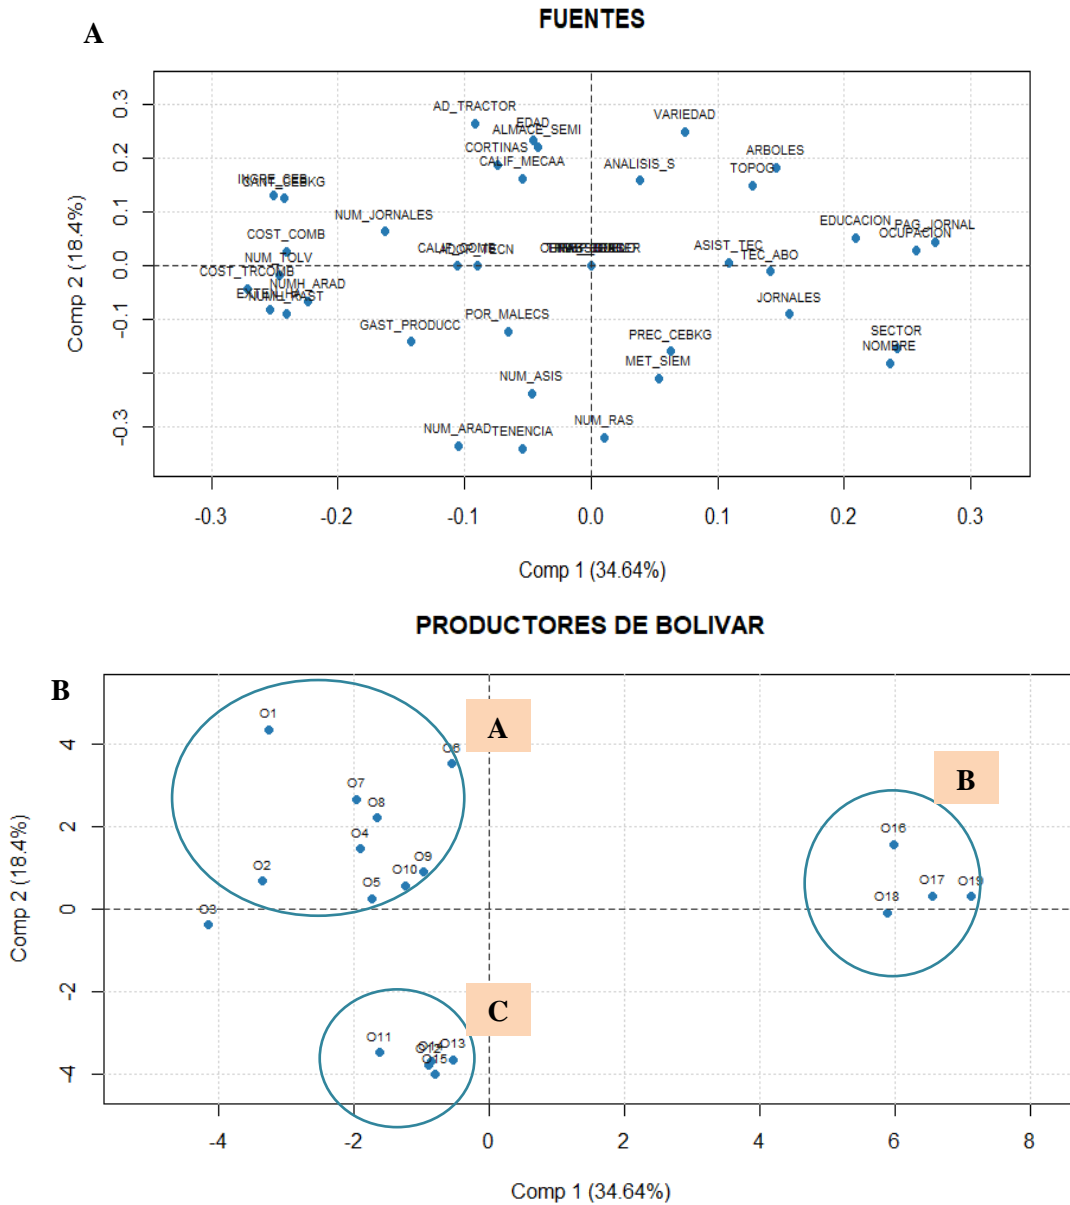 FUENTES
A
AD_TRACTOR
EDAD
ALMACE_SEMI
VARIEDAD
CORTINAS
CALIF_MECAA
ANALISIS_S
ARBOLES
TOPOG
CANT_CEBKG
NUM_JORNALES
EDUCACION
PAG_JORNAL
OCUPACION
COST_COMB
ASIST_TEC
NUM_TOLV
TEC_ABO
COST_TRCOMB
NUMH_ARAD
JORNALES
GAST_PRODUCC
POR_MALECS
PREC_CEBKG
SECTOR
NOMBRE
MET_SIEM
NUM_ASIS
NUM_RAS
NUM_ARAD
TENENCIA
0.3
0.2
0.1
0.0
-0.1
-0.3
Comp 2 (18.4%)
-0.3 -0.2 -0.1 0.0 0.1 0.2 0.3
Comp 1 (34.64%)
PRODUCTORES DE BOLIVAR
B
A
B
C
O1
O6
O7
O8
O4
O9
O10
O2
O5
O3
O16
O17
O19
O18
O11
O13
O12
O14
O15
4
2
0
-2
-4
Comp 2 (18.4%)
-4 -2 0 2 4 6 8
Comp 1 (34.64%)